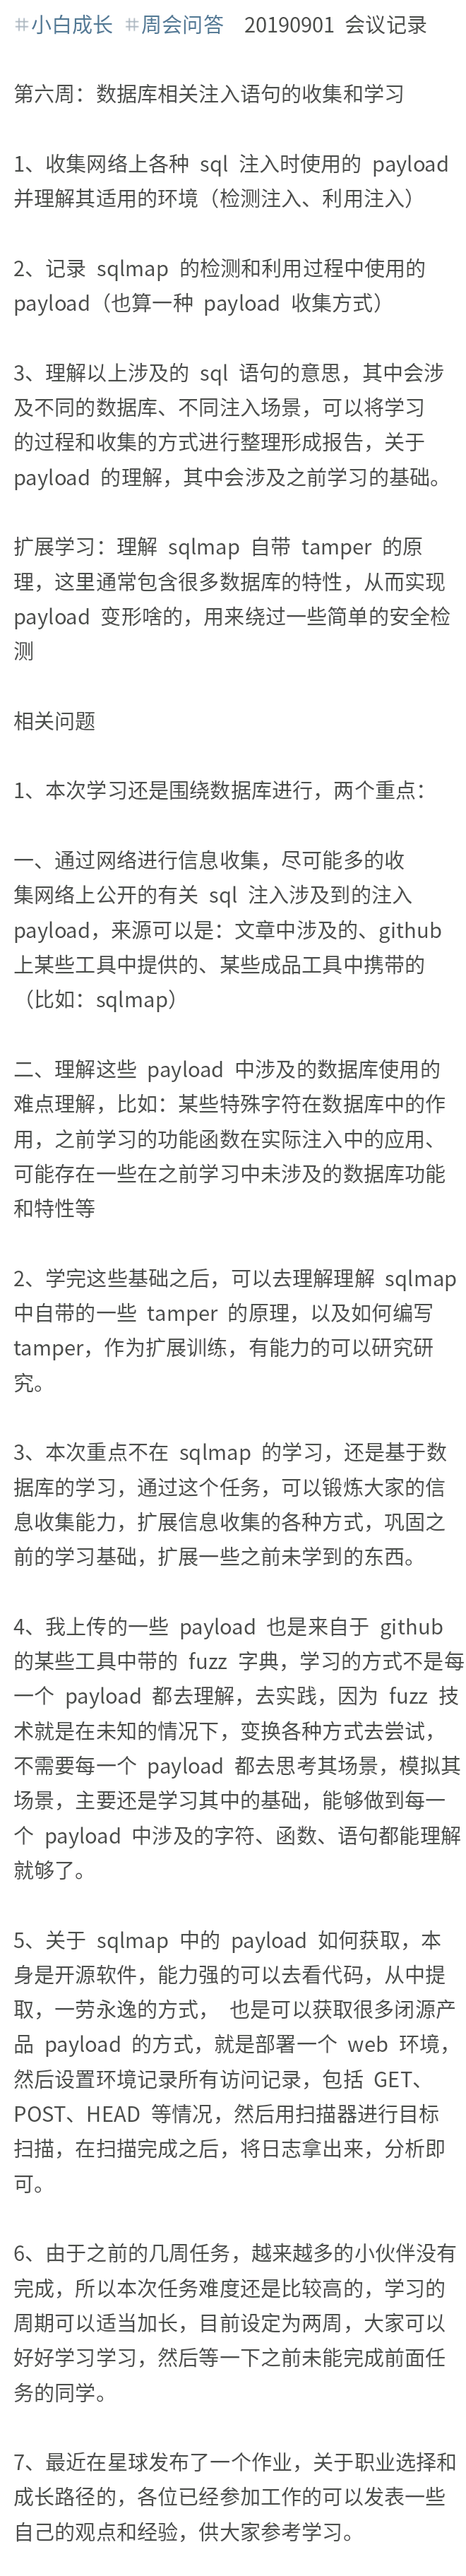 #小白成长 #周会问答 20190901 会议记录
第六周：数据库相关注入语句的收集和学习
1、收集网络上各种 sql 注入时使用的 payload
并理解其适用的环境（检测注入、利用注入）
2、记录 sqlmap 的检测和利用过程中使用的
payload（也算一种 payload 收集方式）
3、理解以上涉及的 sql 语句的意思，其中会涉
及不同的数据库、不同注入场景，可以将学习
的过程和收集的方式进行整理形成报告，关于
payload 的理解，其中会涉及之前学习的基础。
扩展学习：理解 sqlmap 自带 tamper 的原
理，这里通常包含很多数据库的特性，从而实现
payload 变形啥的，用来绕过一些简单的安全检
测
相关问题
1、本次学习还是围绕数据库进行，两个重点：
一、通过网络进行信息收集，尽可能多的收
集网络上公开的有关 sql 注入涉及到的注入
payload，来源可以是：文章中涉及的、github
上某些工具中提供的、某些成品工具中携带的
（比如：sqlmap）
二、理解这些 payload 中涉及的数据库使用的
难点理解，比如：某些特殊字符在数据库中的作
用，之前学习的功能函数在实际注入中的应用、
可能存在一些在之前学习中未涉及的数据库功能
和特性等
2、学完这些基础之后，可以去理解理解 sqlmap
中自带的一些 tamper 的原理，以及如何编写
tamper，作为扩展训练，有能力的可以研究研
究。
3、本次重点不在 sqlmap 的学习，还是基于数
据库的学习，通过这个任务，可以锻炼大家的信
息收集能力，扩展信息收集的各种方式，巩固之
前的学习基础，扩展一些之前未学到的东西。
4、我上传的一些 payload 也是来自于 github
的某些工具中带的 fuzz 字典，学习的方式不是每
一个 payload 都去理解，去实践，因为 fuzz 技
术就是在未知的情况下，变换各种方式去尝试，
不需要每一个 payload 都去思考其场景，模拟其
场景，主要还是学习其中的基础，能够做到每一
个 payload 中涉及的字符、函数、语句都能理解
就够了。
5、关于 sqlmap 中的 payload 如何获取，本
身是开源软件，能力强的可以去看代码，从中提
取，一劳永逸的方式， 也是可以获取很多闭源产
品 payload 的方式，就是部署一个 web 环境，
然后设置环境记录所有访问记录，包括 GET、
POST、HEAD 等情况，然后用扫描器进行目标
扫描，在扫描完成之后，将日志拿出来，分析即
可。
6、由于之前的几周任务，越来越多的小伙伴没有
完成，所以本次任务难度还是比较高的，学习的
周期可以适当加长，目前设定为两周，大家可以
好好学习学习，然后等一下之前未能完成前面任
务的同学。
7、最近在星球发布了一个作业，关于职业选择和
成长路径的，各位已经参加工作的可以发表一些
自己的观点和经验，供大家参考学习。